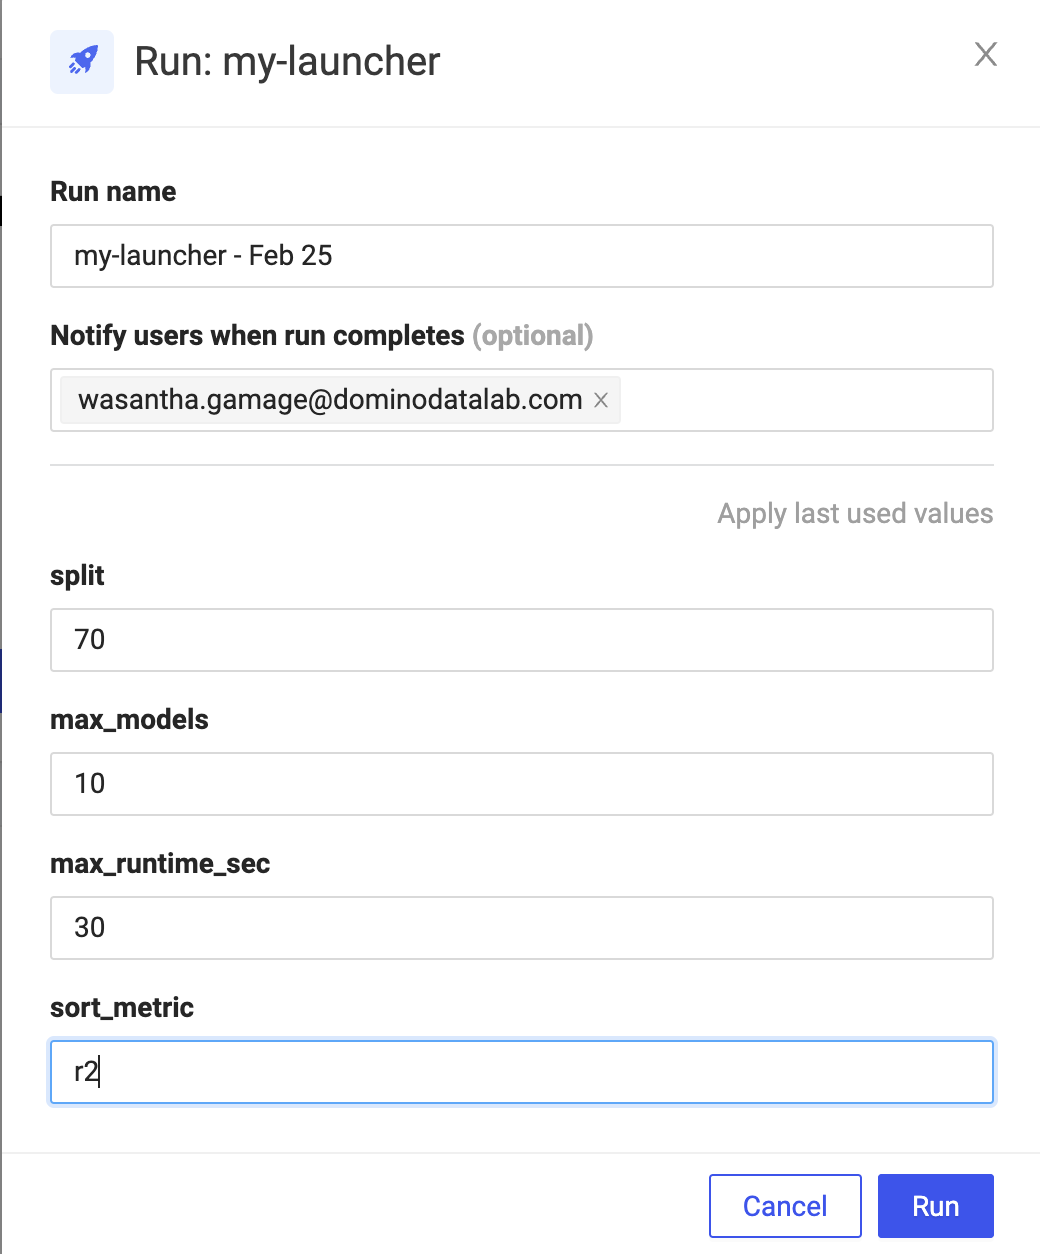 Run: my-launcher
Run name
my-launcher - Feb 25
Notify users when run completes (optional)
wasantha.gamage@dominodatalab.com
Apply last used values
split
70
max_models
10
max_runtime_sec
30
sort_metric
r2
Cancel
Run